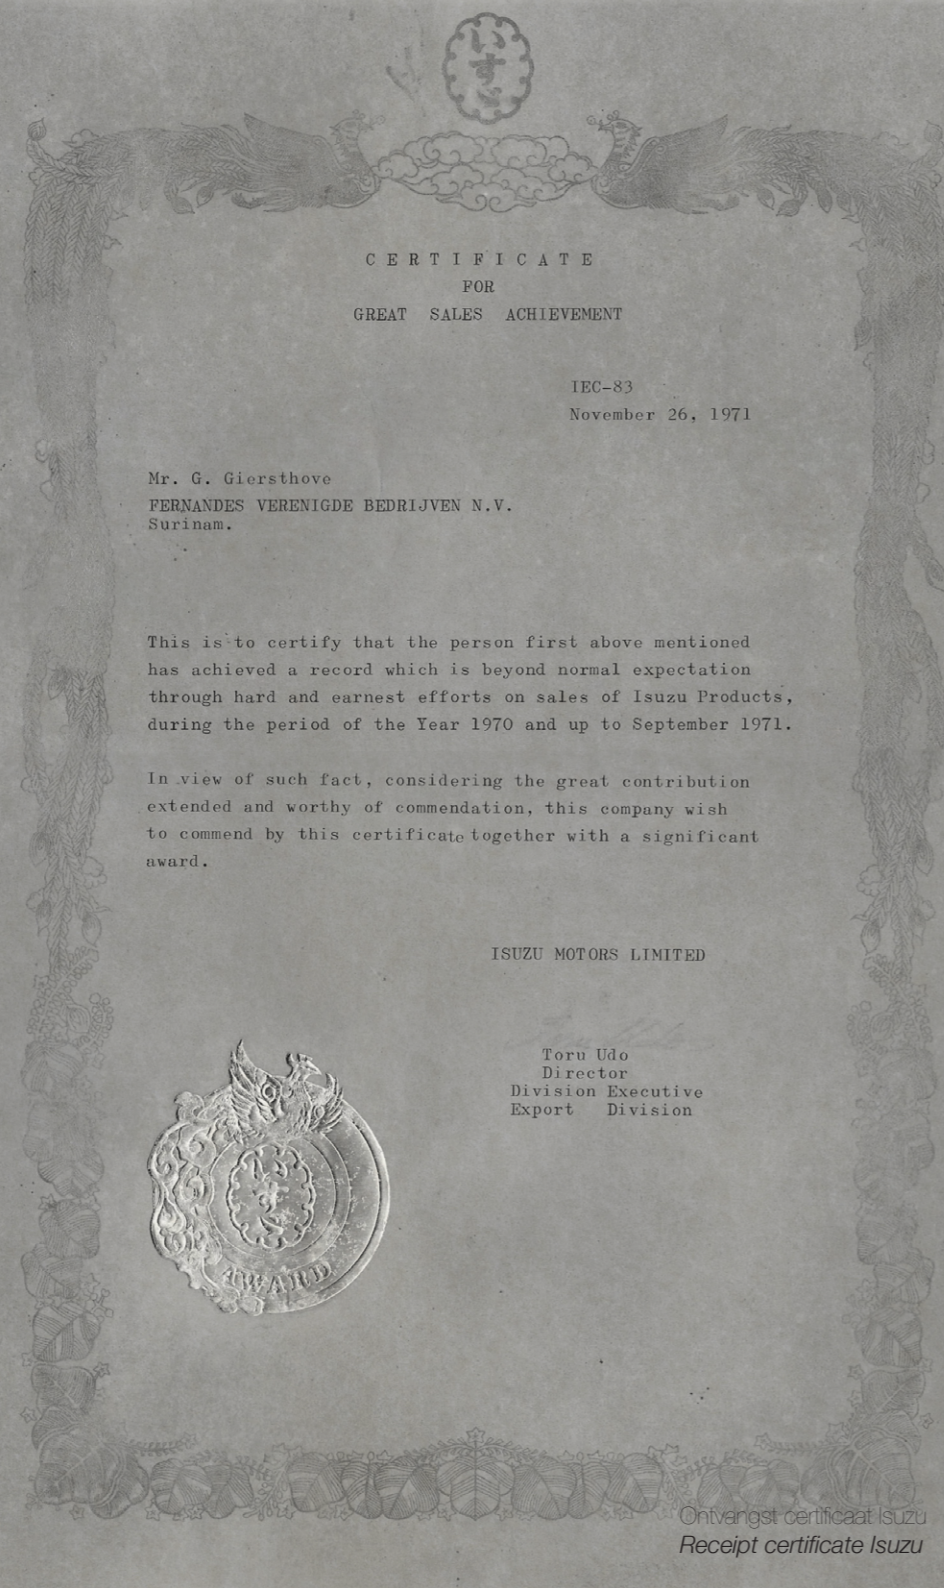 いすゞ
C E R T I F I C A T E
FOR
GREAT SALES ACHIEVEMENT
IEC-83
November 26, 1971
Mr. G. Giersthove
FERNANDES VERENIGDE BEDRIJVEN N.V.
Surinam.
This is to certify that the person first above mentioned
has achieved a record which is beyond normal expectation
through hard and earnest efforts on sales of Isuzu Products,
during the period of the Year 1970 and up to September 1971.
In view of such fact, considering the great contribution
extended and worthy of commendation, this company wish
to commend by this certificate together with a significant
award.
ISUZU MOTORS LIMITED
Toru Udo
Director
Division Executive
Export Division
いすゞ
AWARD
Ontvangst certificaat Isuzu
Receipt certificate Isuzu